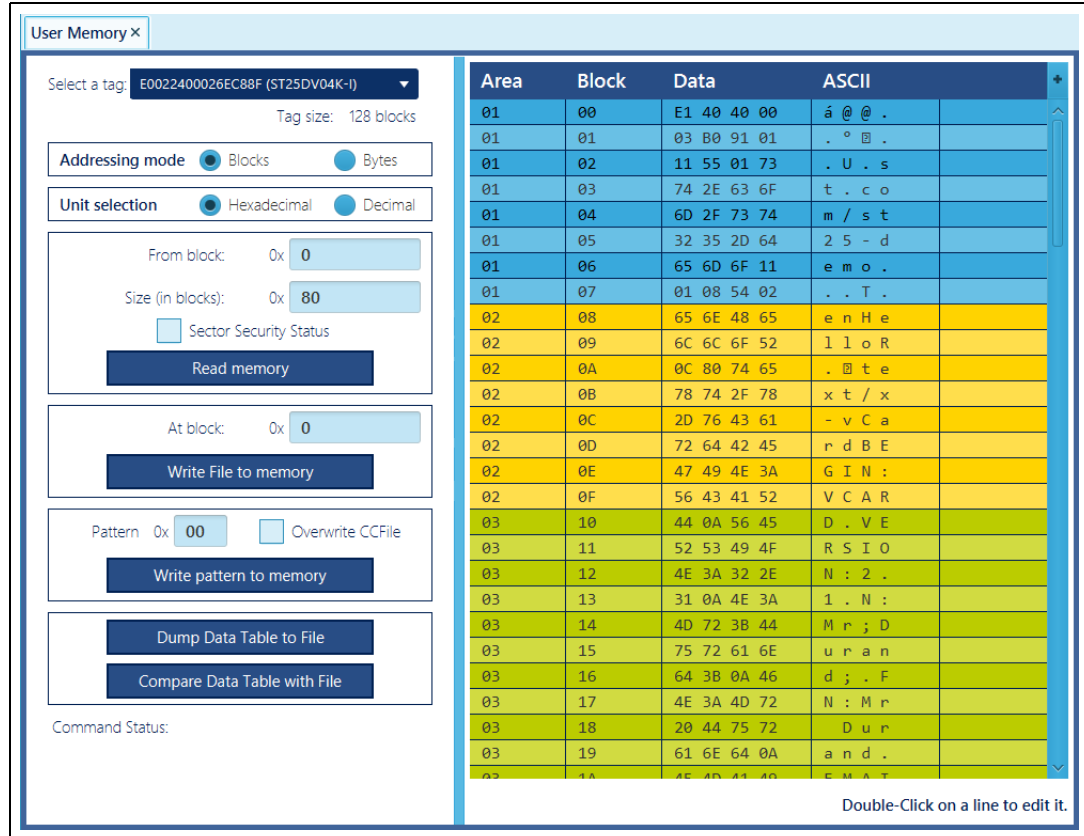 User Memory ×
Select a tag: E0022400026EC88F (ST25DV04K-I)
Tag size: 128 blocks
Addressing mode Blocks Bytes
Unit selection Hexadecimal Decimal
From block: 0x 0
Size (in blocks): 0x 80
Sector Security Status
Read memory
At block: 0x 0
Write File to memory
Pattern 0x 00 Overwrite CCFile
Write pattern to memory
Dump Data Table to File
Compare Data Table with File
Command Status:
Area Block Data ASCII +
01 00 E1 40 40 00 á @ @ .
01 01 03 B0 91 01 . ° .
01 02 11 55 01 73 . U . s
01 03 74 2E 63 6F t . c o
01 04 6D 2F 73 74 m / s t
01 05 32 35 2D 64 2 5 - d
01 06 65 6D 6F 11 e m o .
01 07 01 08 54 02 . . T .
02 08 65 6E 48 65 e n H e
02 09 6C 6C 6F 52 l l o R
02 0A 0C 80 74 65 . t e
02 0B 78 74 2F 78 x t / x
02 0C 2D 76 43 61 - v C a
02 0D 72 64 42 45 r d B E
02 0E 47 49 4E 3A G I N :
02 0F 56 43 41 52 V C A R
03 10 44 0A 56 45 D . V E
03 11 52 53 49 4F R S I O
03 12 4E 3A 32 2E N : 2 .
03 13 31 0A 4E 3A 1 . N :
03 14 4D 72 3B 44 M r ; D
03 15 75 72 61 6E u r a n
03 16 64 3B 0A 46 d ; . F
03 17 4E 3A 4D 72 N : M r
03 18 20 44 75 72 D u r
03 19 61 6E 64 0A a n d .
03 1A 45 4D 41 49 E M A I
Double-Click on a line to edit it.